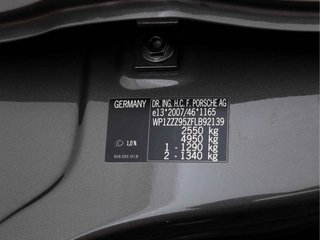 GERMANY
1,0%
DR. ING. H.C. F. PORSCHE AG
e13*2007/46*1165
WP1ZZZ95ZFLB92139
2550 kg
4950 kg
1 - 1290 kg
2 - 1340 kg